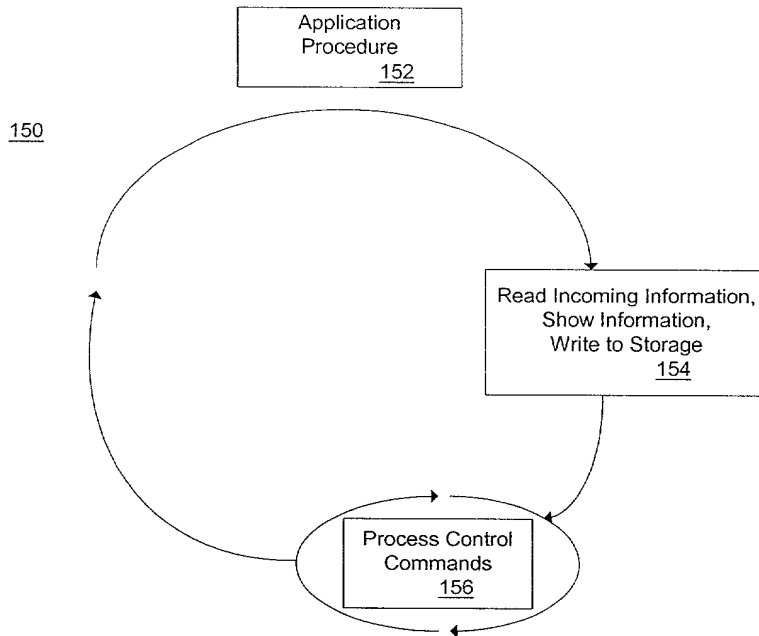 Application
Procedure
152
150
Read Incoming Information,
Show Information,
Write to Storage
154
Process Control
Commands
156